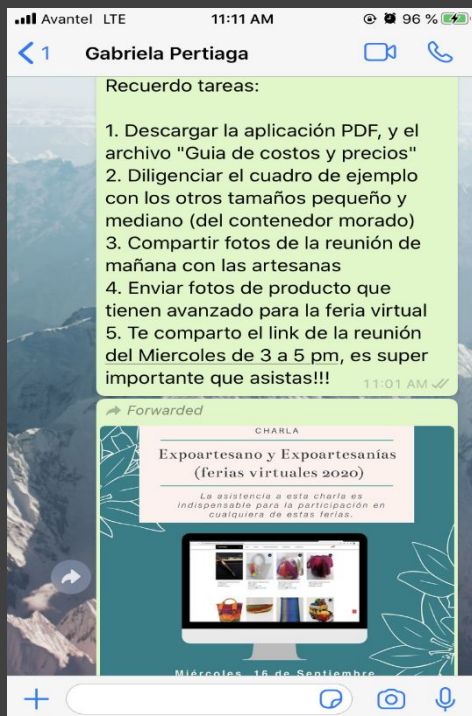 Avantel LTE 11:11 AM 96 %
1 Gabriela Pertiaga
Recuerdo tareas:
1. Descargar la aplicación PDF, y el
archivo "Guia de costos y precios"
2. Diligenciar el cuadro de ejemplo
con los otros tamaños pequeño y
mediano (del contenedor morado)
3. Compartir fotos de la reunión de
mañana con las artesanas
4. Enviar fotos de producto que
tienen avanzado para la feria virtual
5. Te comparto el link de la reunión
del Miercoles de 3 a 5 pm, es super
importante que asistas!!!
11:01 AM
Forwarded
CHARLA
Expoartesano y Expoartesanías
(ferias virtuales 2020)
La asistencia a esta charla es
indispensable para la participación en
cualquiera de estas ferias.
Miércoles, 16 de Septiembre